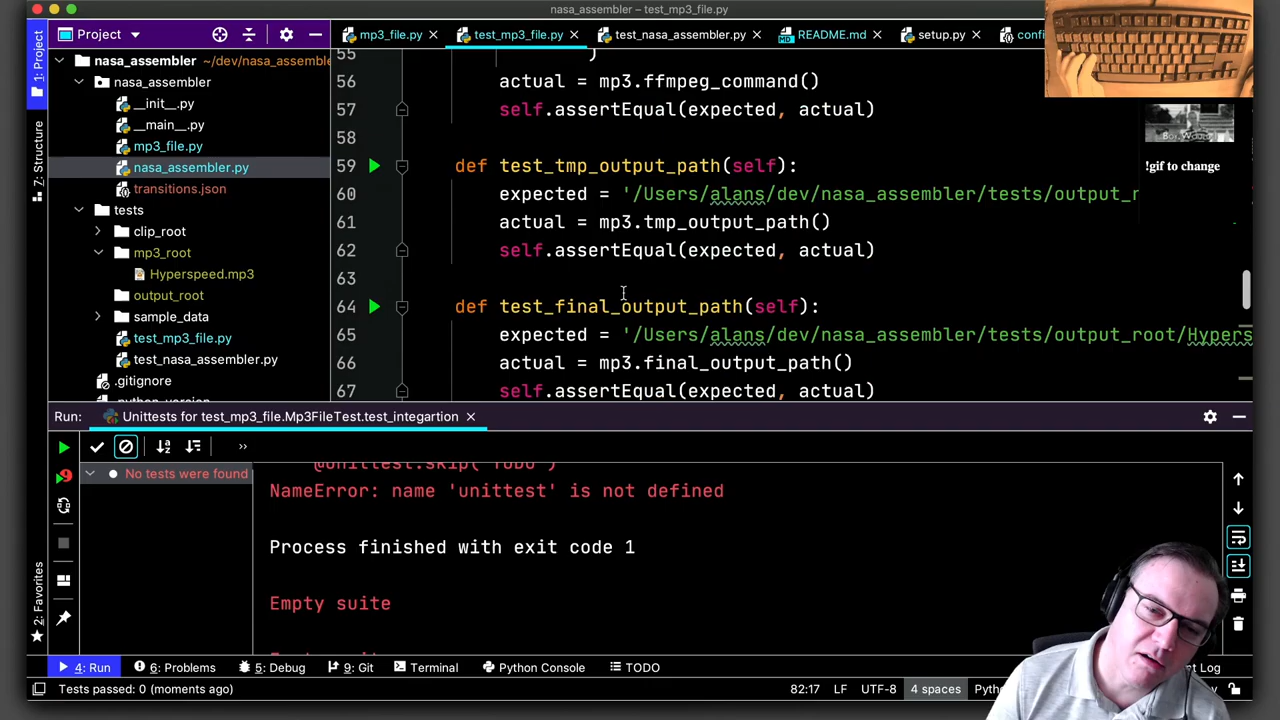 nasa_assembler – test_mp3_file.py
Project
mp3_file.py
test_mp3_file.py
test_nasa_assembler.py
README.md
setup.py
1: Project
7: Structure
2: Favorites
nasa_assembler ~/dev/nasa_assemble
nasa_assembler
__init__.py
__main__.py
mp3_file.py
nasa_assembler.py
transitions.json
tests
clip_root
mp3_root
Hyperspeed.mp3
output_root
sample_data
test_mp3_file.py
test_nasa_assembler.py
.gitignore
.python_version
55 )
56 actual = mp3.ffmpeg_command()
57 self.assertEqual(expected, actual)
58
59 def test_tmp_output_path(self):
60 expected = '/Users/alans/dev/nasa_assembler/tests/output_r
61 actual = mp3.tmp_output_path()
62 self.assertEqual(expected, actual)
63
64 def test_final_output_path(self):
65 expected = '/Users/alans/dev/nasa_assembler/tests/output_root/Hypers
66 actual = mp3.final_output_path()
67 self.assertEqual(expected, actual)
!gif to change
Run: Unittests for test_mp3_file.Mp3FileTest.test_integartion
No tests were found
NameError: name 'unittest' is not defined
Process finished with exit code 1
Empty suite
4: Run
6: Problems
5: Debug
9: Git
Terminal
Python Console
TODO
Log
Tests passed: 0 (moments ago)
82:17 LF UTF-8 4 spaces